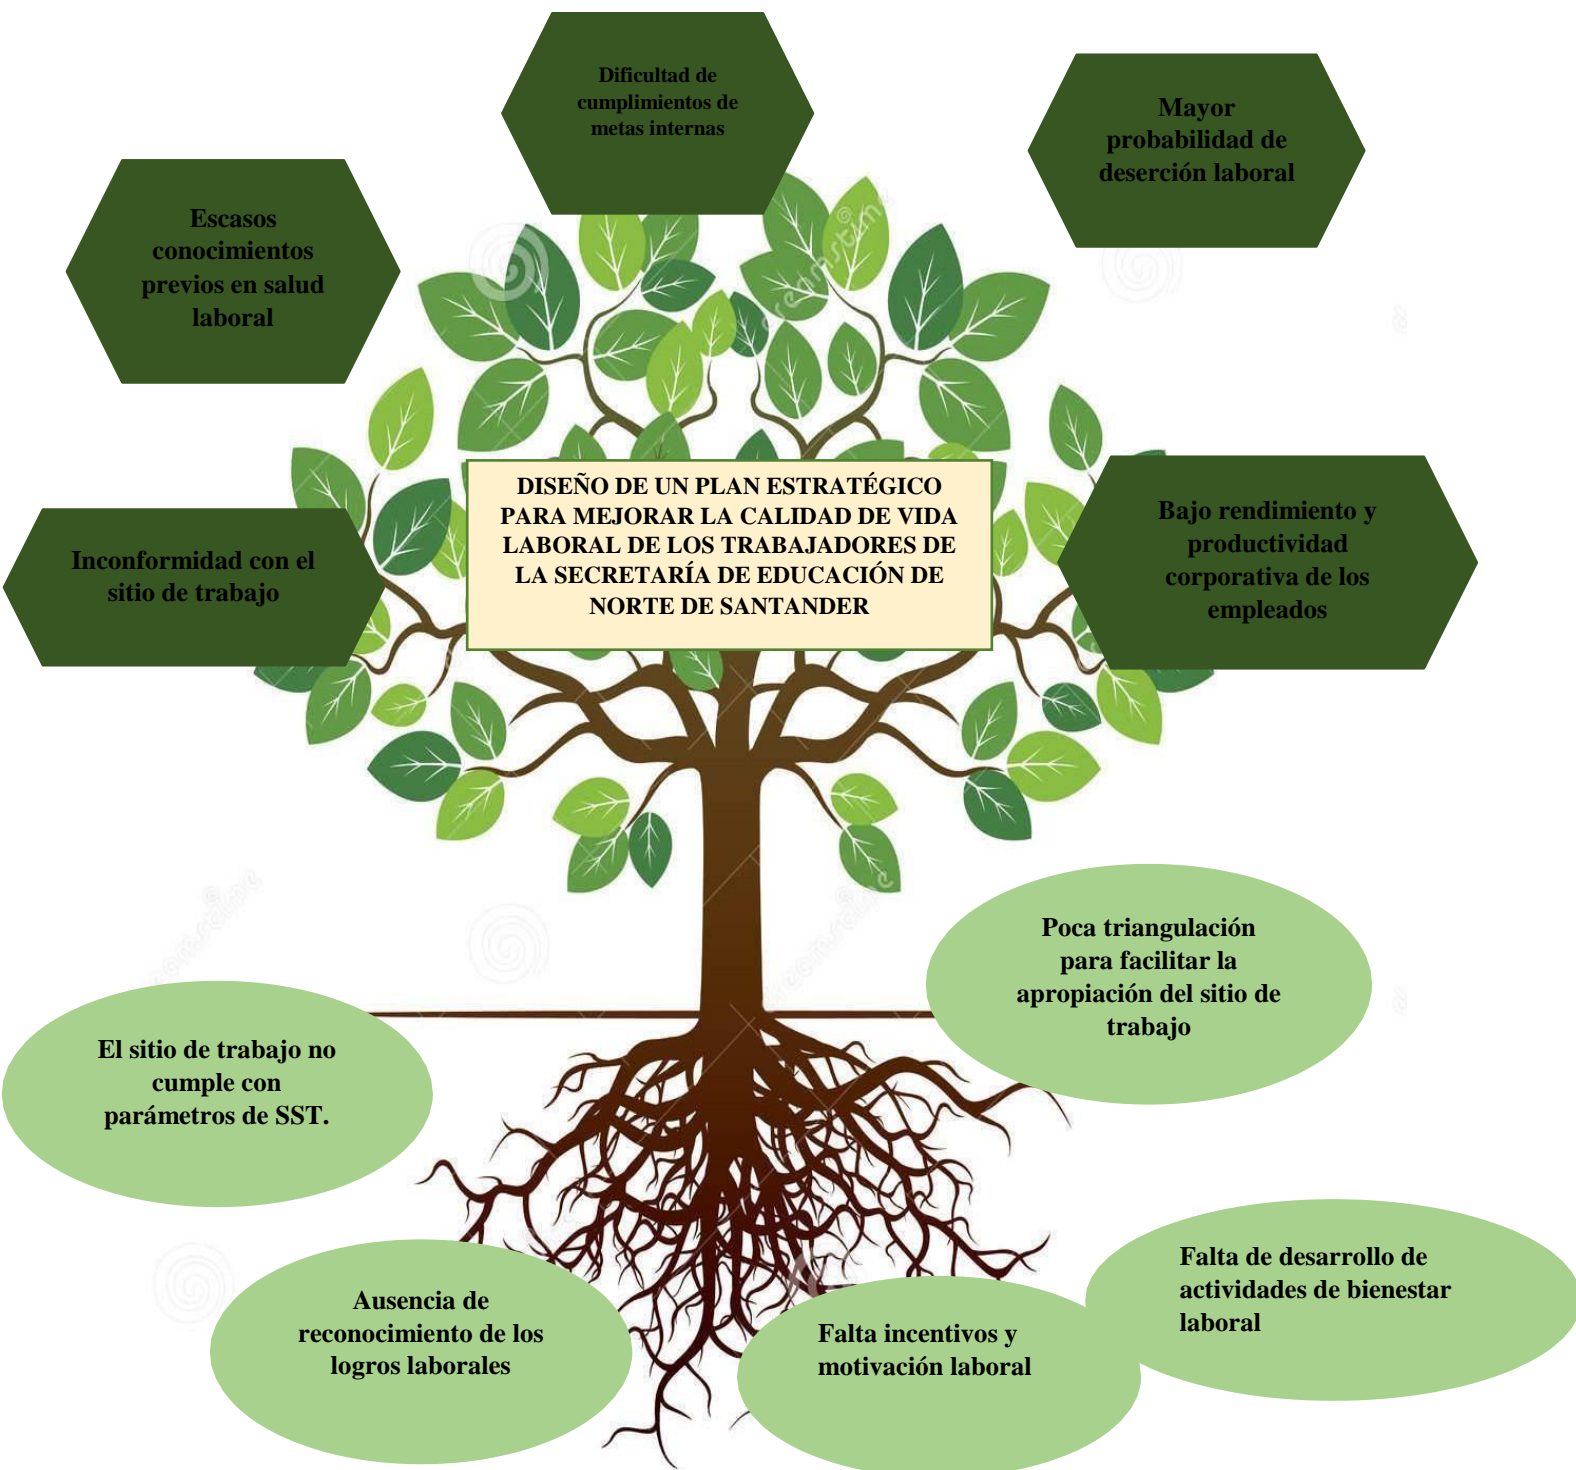 Dificultad de
cumplimientos de
metas internas
Mayor
probabilidad de
deserción laboral
Escasos
conocimientos
previos en salud
laboral
DISEÑO DE UN PLAN ESTRATÉGICO
PARA MEJORAR LA CALIDAD DE VIDA
LABORAL DE LOS TRABAJADORES DE
LA SECRETARÍA DE EDUCACIÓN DE
NORTE DE SANTANDER
Inconformidad con el
sitio de trabajo
Bajo rendimiento y
productividad
corporativa de los
empleados
Poca triangulación
para facilitar la
apropiación del sitio de
trabajo
El sitio de trabajo no
cumple con
parámetros de SST.
Ausencia de
reconocimiento de los
logros laborales
Falta incentivos y
motivación laboral
Falta de desarrollo de
actividades de bienestar
laboral
dreamstime